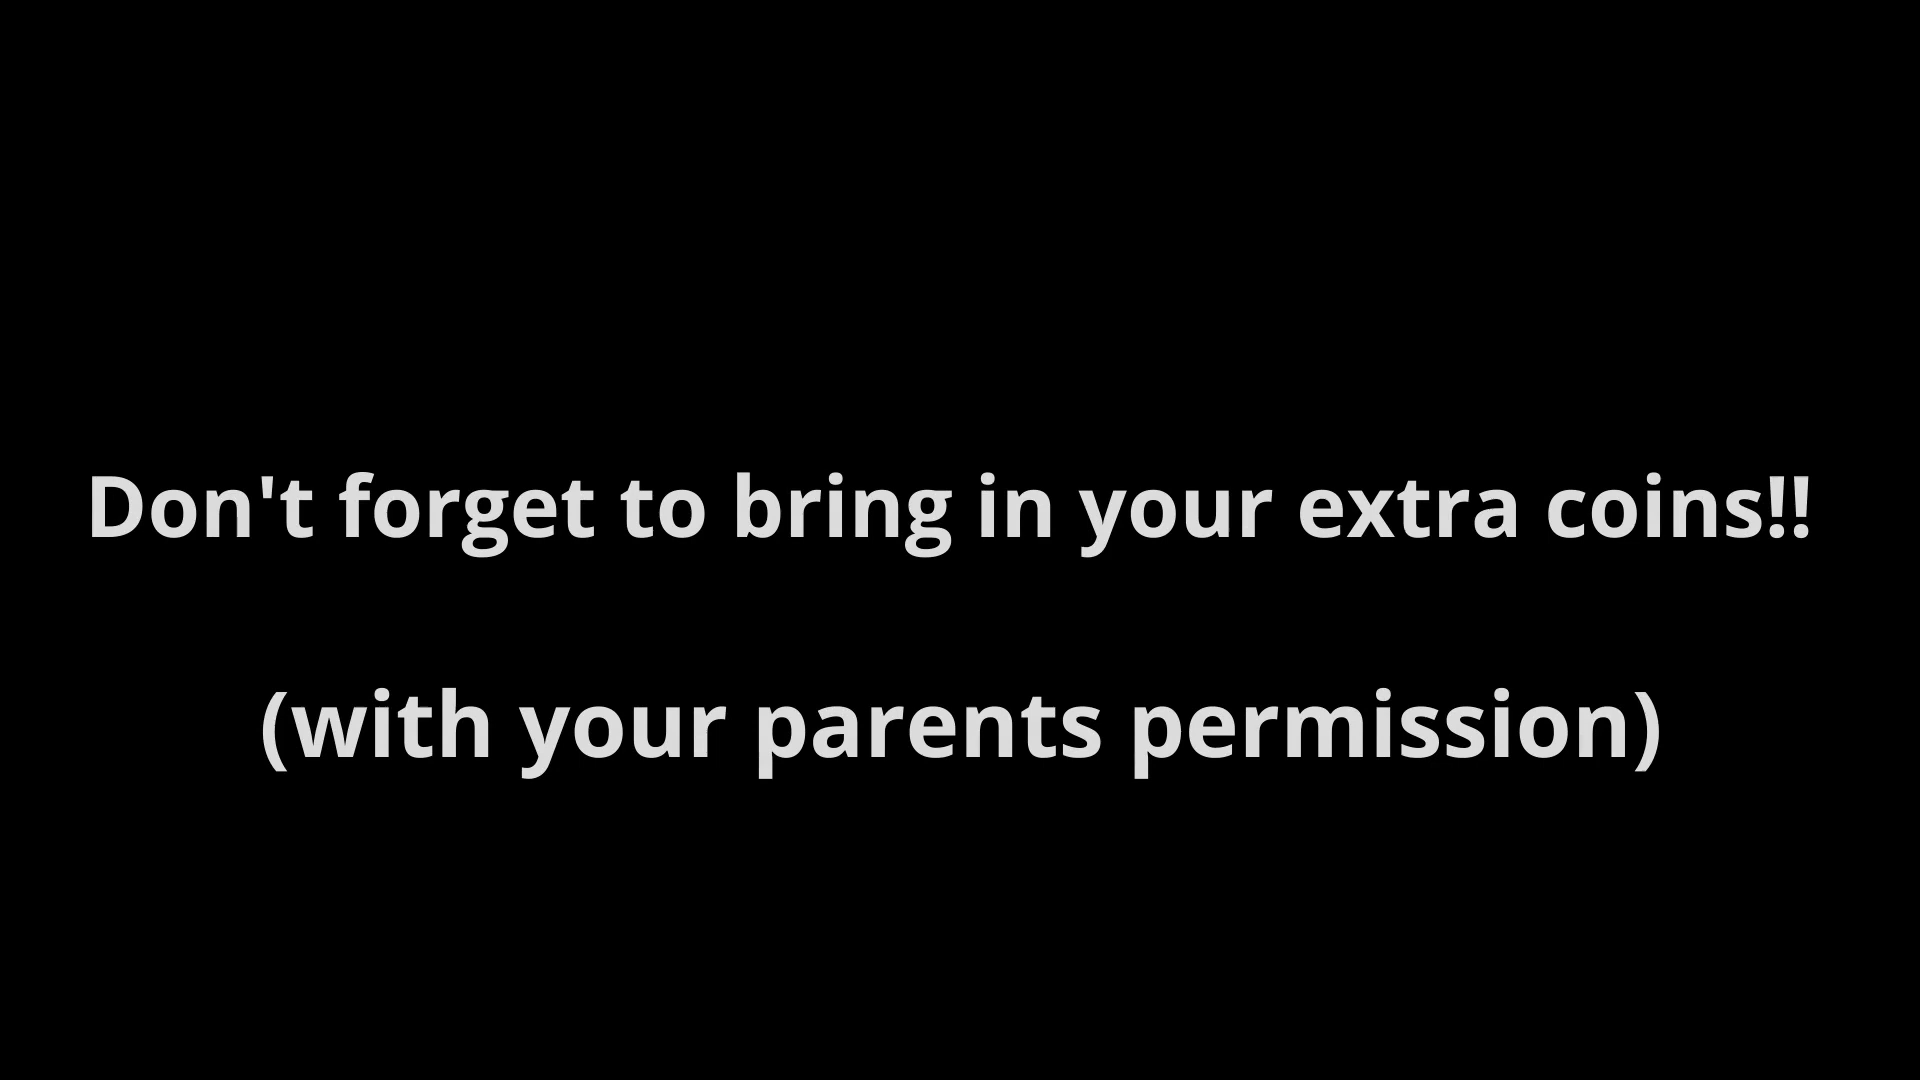 Don't forget to bring in your extra coins!!
(with your parents permission)